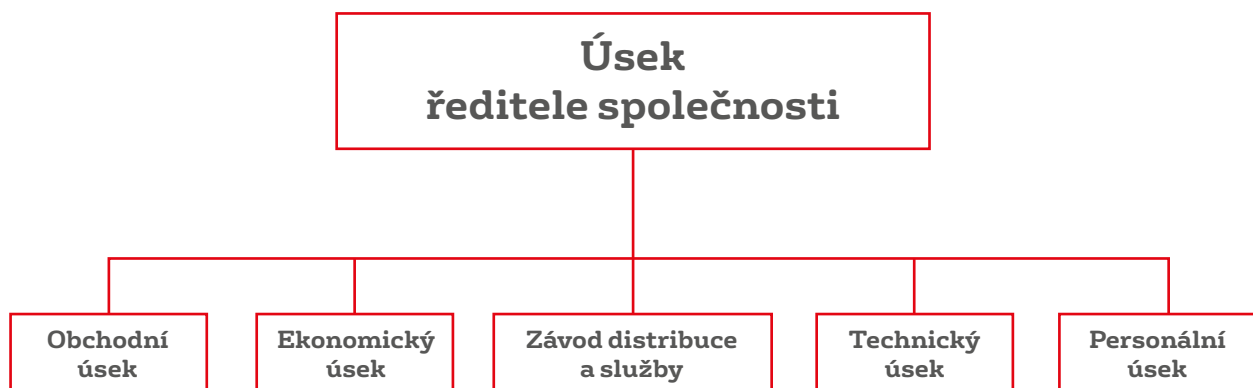 Úsek
ředitele společnosti
Obchodní
úsek
Ekonomický
úsek
Závod distribuce
a služby
Technický
úsek
Personální
úsek